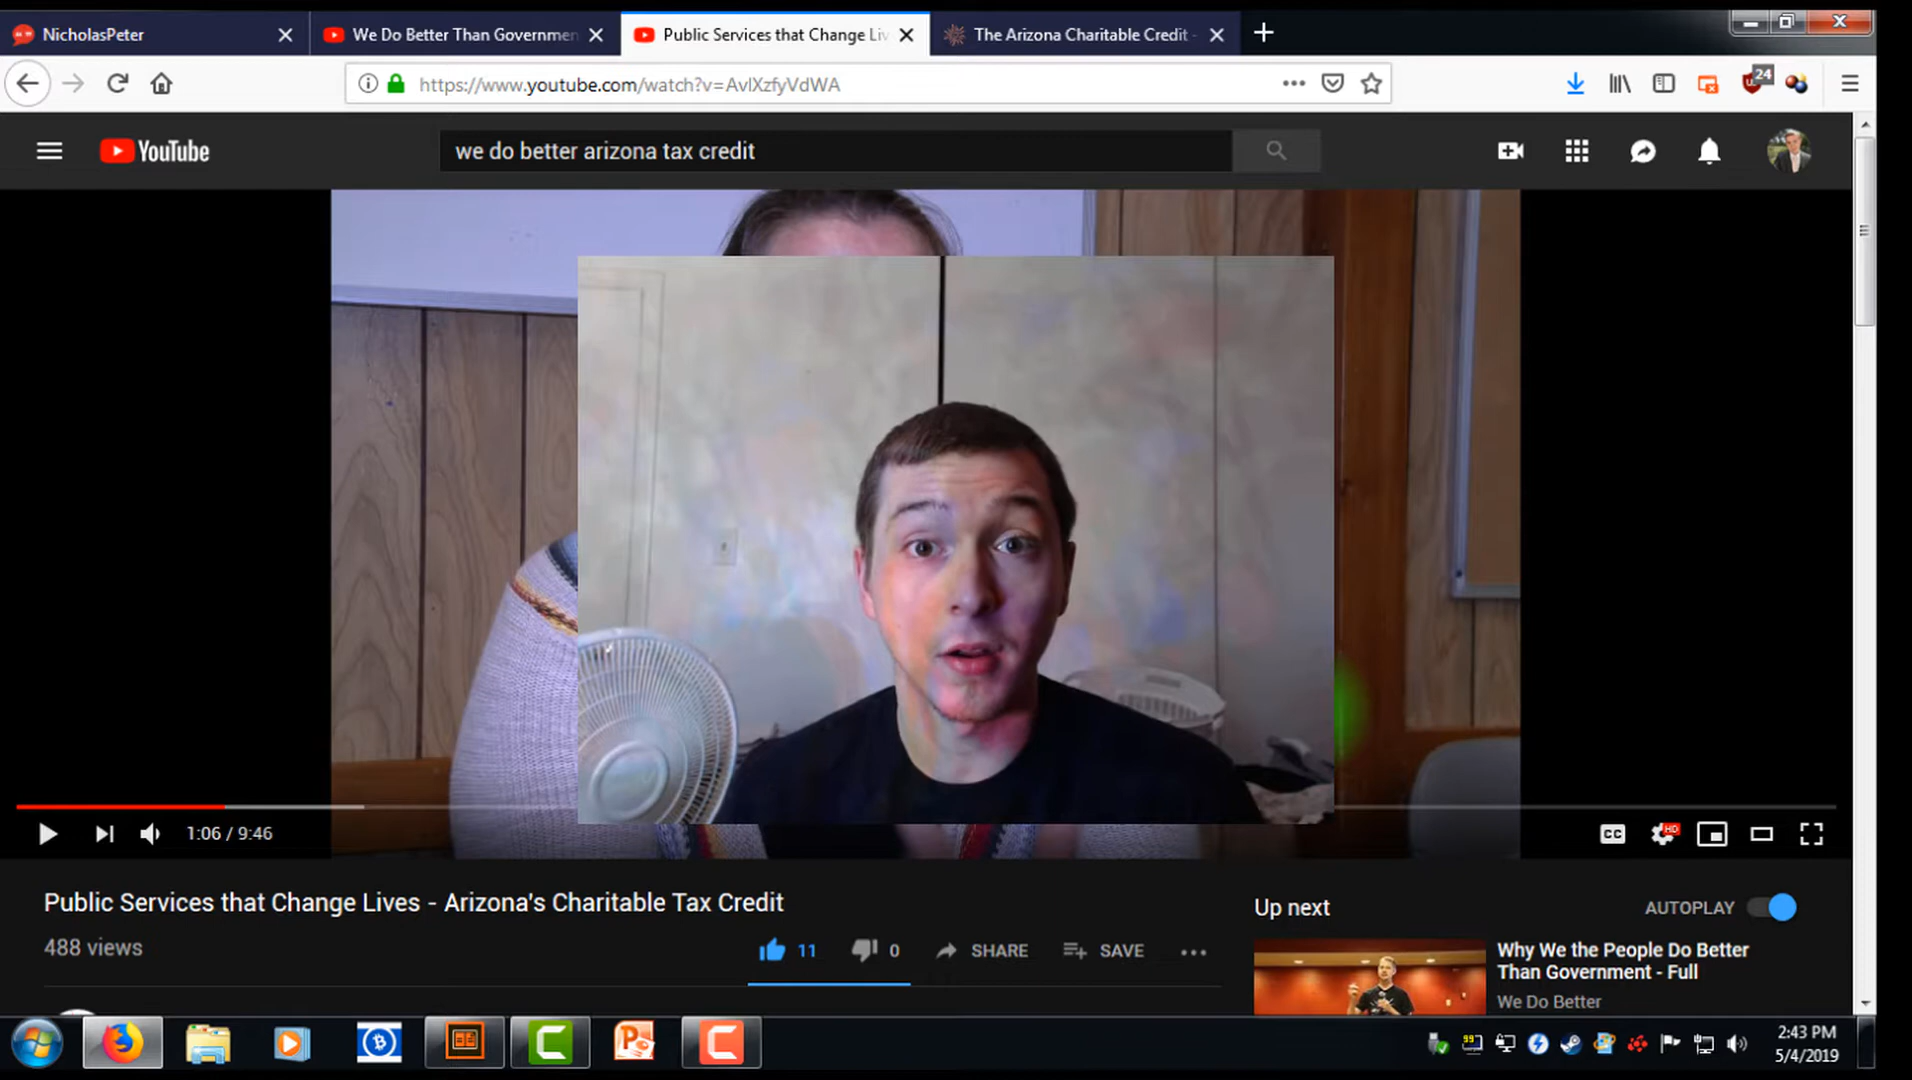 NicholasPeter
We Do Better Than Governmen
Public Services that Change Liv
The Arizona Charitable Credit -
https://www.youtube.com/watch?v=AvlXzfyVdWA
24
YouTube
we do better arizona tax credit
1:06 / 9:46
CC
HD
Public Services that Change Lives - Arizona's Charitable Tax Credit
488 views
11
0
SHARE
SAVE
Up next
AUTOPLAY
Why We the People Do Better
Than Government - Full
We Do Better
99
2:43 PM
5/4/2019